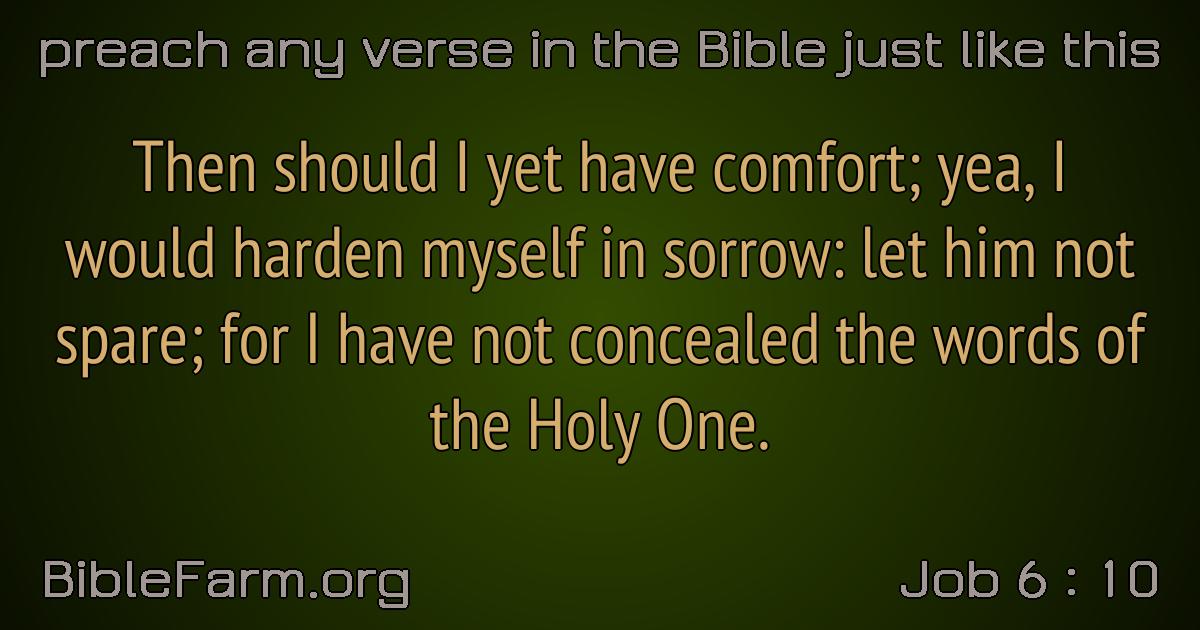 preach any verse in the Bible just like this
Then should I yet have comfort; yea, I
would harden myself in sorrow: let him not
spare; for I have not concealed the words of
the Holy One.
BibleFarm.org
Job 6 : 10